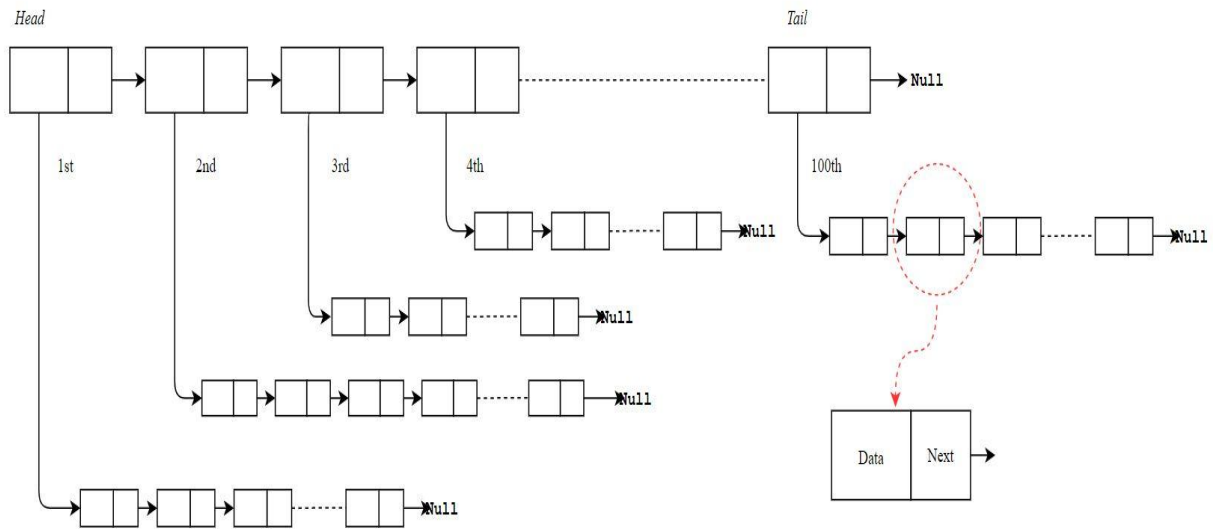 Head
Tail
Null
1st
2nd
3rd
4th
100th
Null
Null
Null
Null
Data
Next
Null